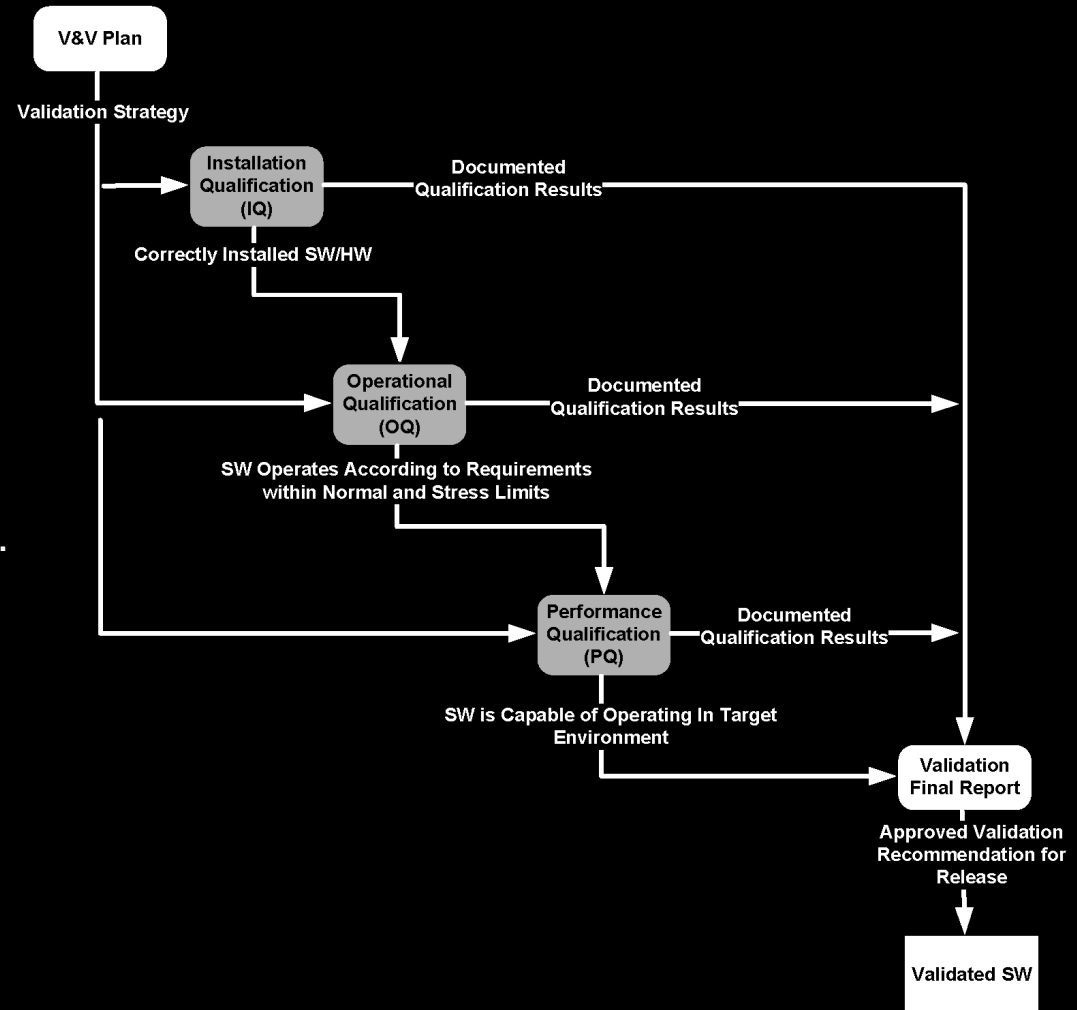 V&V Plan
Validation Strategy
Installation
Qualification
(IQ)
Documented
Qualification Results
Correctly Installed SW/HW
Operational
Qualification
(OQ)
Documented
Qualification Results
SW Operates According to Requirements
within Normal and Stress Limits
.
Performance
Qualification
(PQ)
Documented
Qualification Results
SW is Capable of Operating In Target
Environment
Validation
Final Report
Approved Validation
Recommendation for
Release
Validated SW